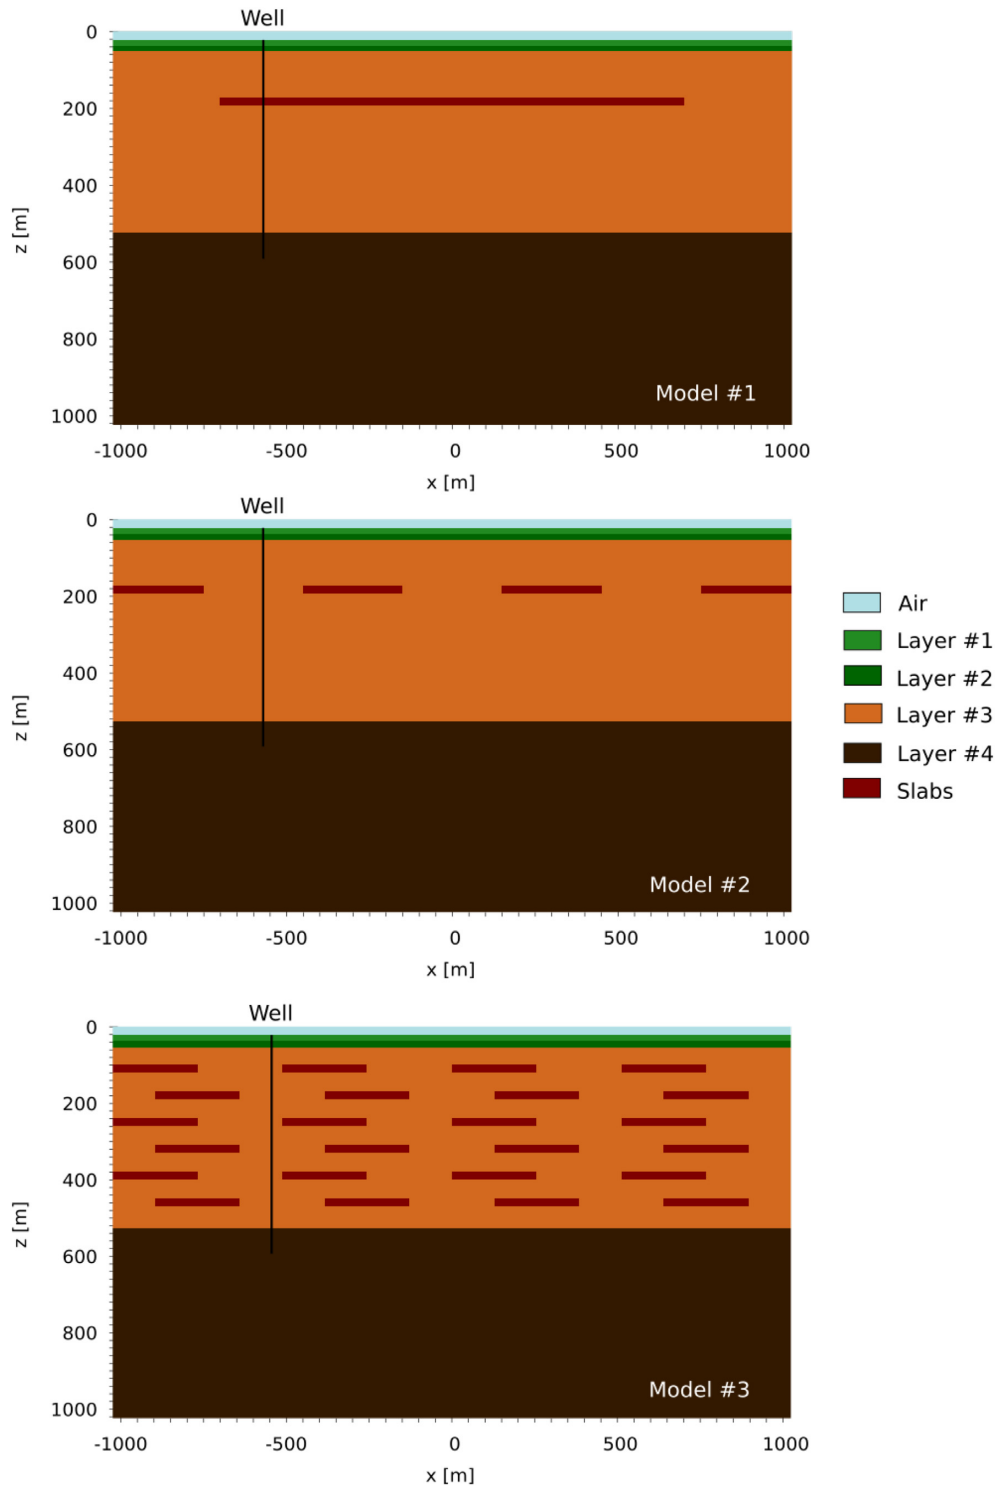 Well
0
200
400
600
800
1000
z [m]
Model #1
-1000 -500 0 500 1000
x [m]
Well
0
200
400
600
800
1000
z [m]
Model #2
-1000 -500 0 500 1000
x [m]
Air
Layer #1
Layer #2
Layer #3
Layer #4
Slabs
Well
0
200
400
600
800
1000
z [m]
Model #3
-1000 -500 0 500 1000
x [m]